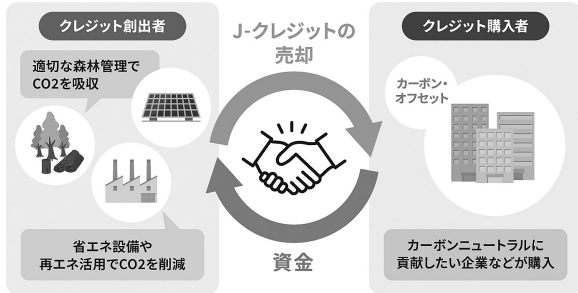 クレジット創出者
適切な森林管理で
CO2を吸収
省エネ設備や
再エネ活用でCO2を削減
J-クレジットの
売却
資金
クレジット購入者
カーボン・
オフセット
カーボンニュートラルに
貢献したい企業などが購入